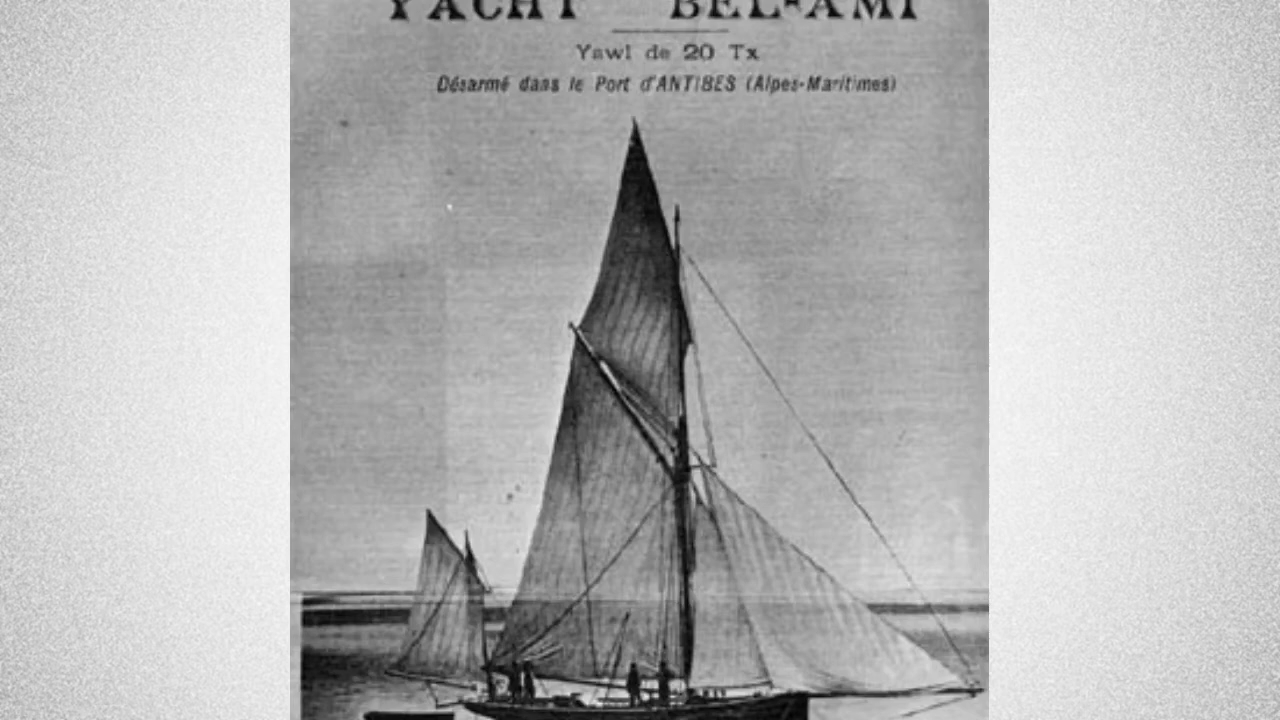 YACHT BEL-AMI
Yawl de 20 Tx
Désarmé dans le Port d'ANTIBES (Alpes-Maritimes)